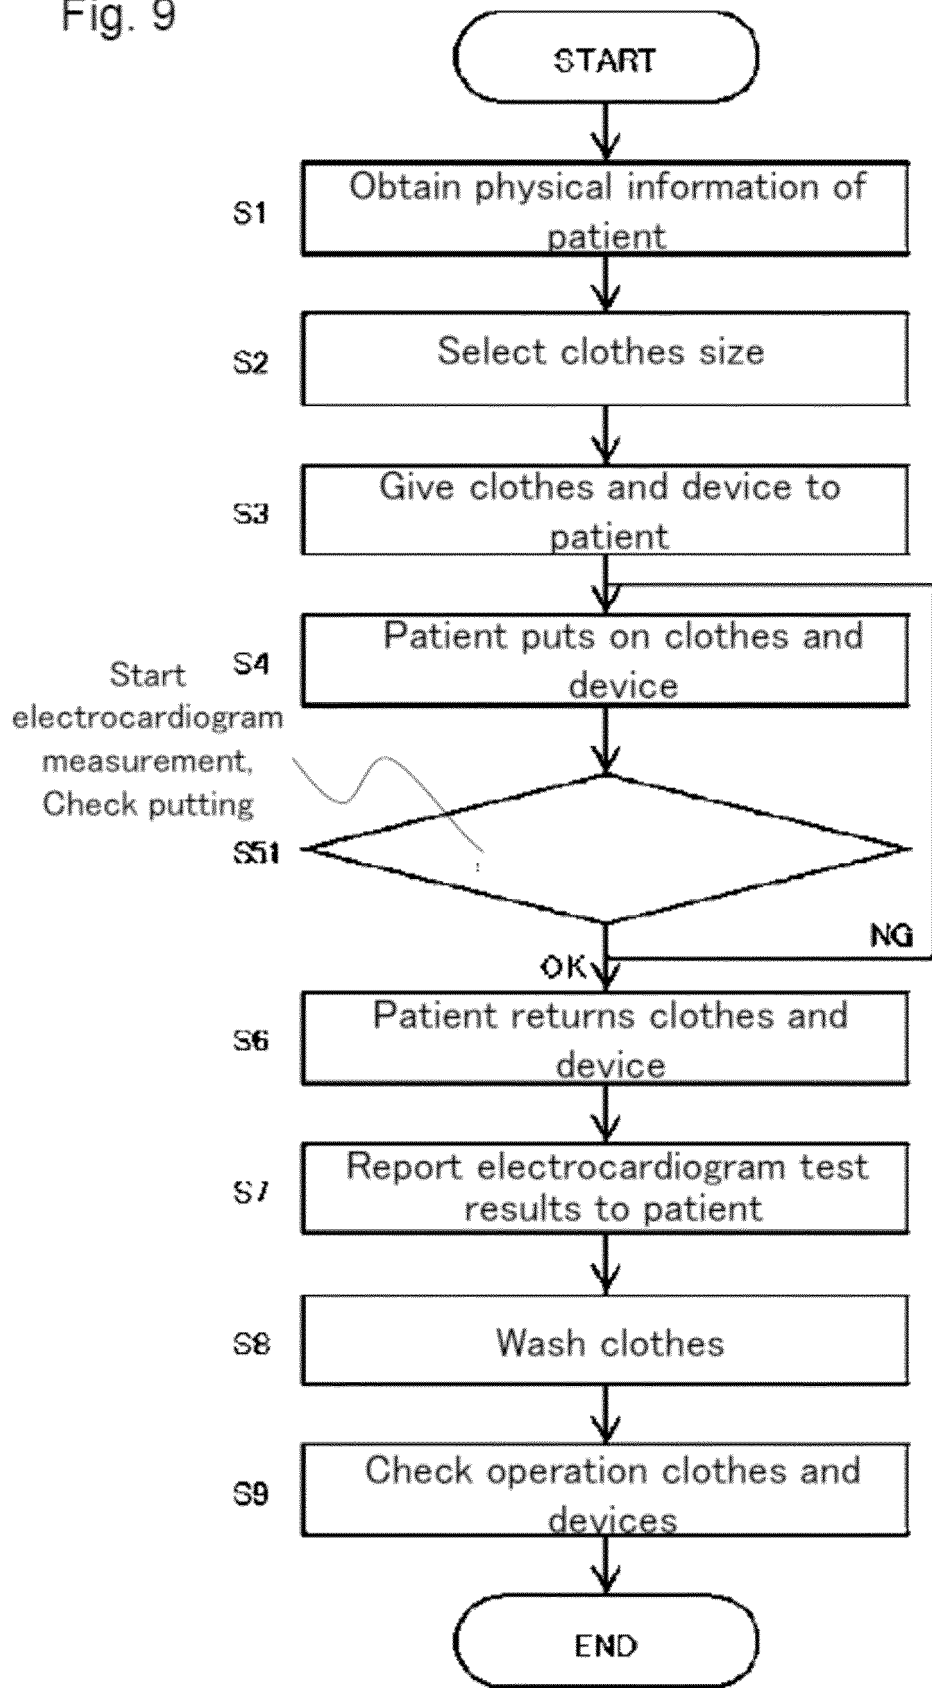 Fig. 9
START
S1
Obtain physical information of
patient
S2
Select clothes size
S3
Give clothes and device to
patient
S4
Patient puts on clothes and
device
Start
electrocardiogram
measurement,
Check putting
S51
NG
OK
S6
Patient returns clothes and
device
S7
Report electrocardiogram test
results to patient
S8
Wash clothes
S9
Check operation clothes and
devices
END